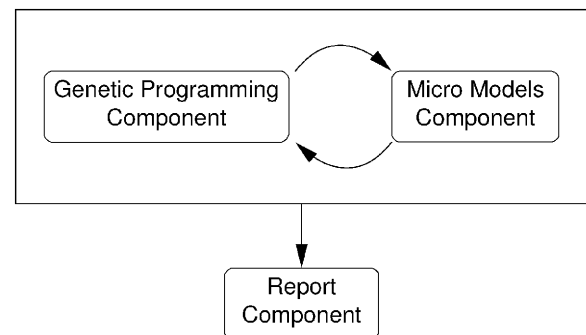 Genetic Programming
Component
Micro Models
Component
Report
Component